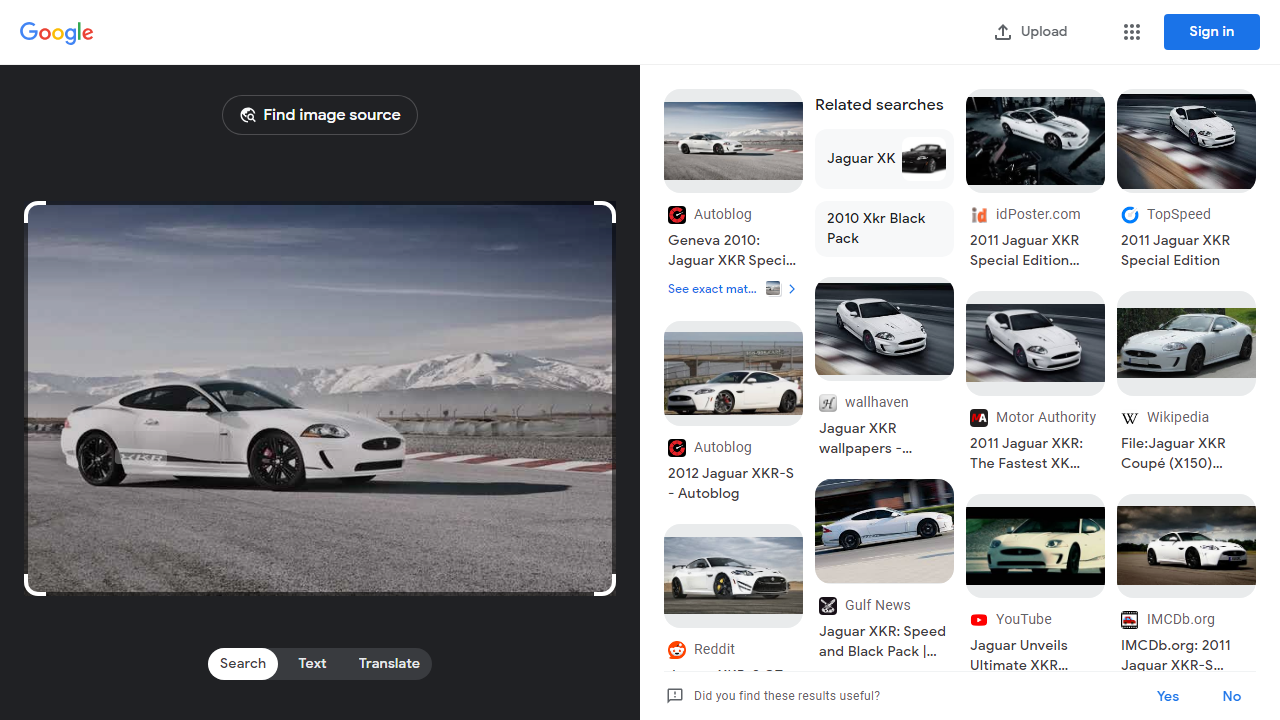 Google
Upload
Sign in
Find image source
XKR
Search
Text
Translate
Autoblog
Geneva 2010:
Jaguar XKR Speci...
See exact mat...
Autoblog
2012 Jaguar XKR-S
- Autoblog
Reddit
Related searches
Jaguar XK
2010 Xkr Black
Pack
wallhaven
Jaguar XKR
wallpapers -...
Gulf News
Jaguar XKR: Speed
and Black Pack |...
idPoster.com
2011 Jaguar XKR
Special Edition...
Motor Authority
2011 Jaguar XKR:
The Fastest XK...
YouTube
Jaguar Unveils
Ultimate XKR...
TopSpeed
2011 Jaguar XKR
Special Edition
Wikipedia
File:Jaguar XKR
Coupé (X150)...
IMCDb.org
IMCDb.org: 2011
Jaguar XKR-S...
Did you find these results useful?
Yes
No